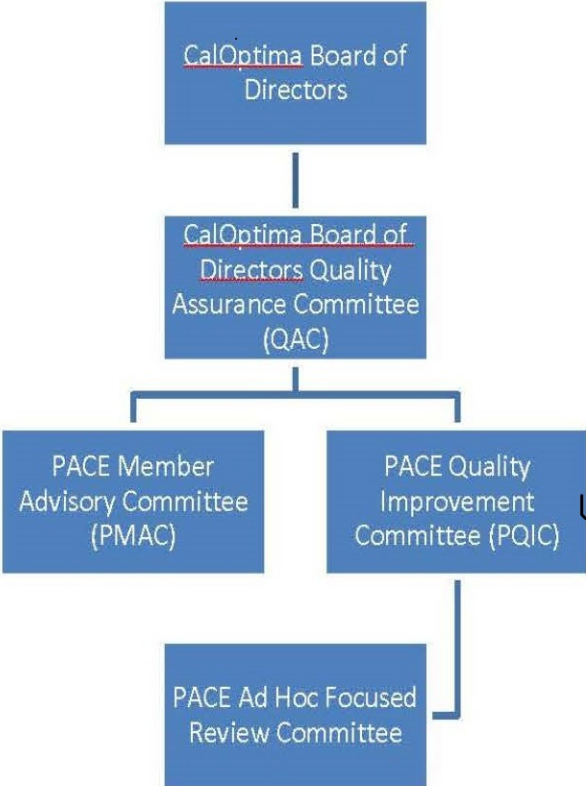 CalOptima Board of
Directors
CalOptima Board of
Directors Quality
Assurance Committee
(QAC)
PACE Member
Advisory Committee
(PMAC)
PACE Quality
Improvement
Committee (PQIC)
PACE Ad Hoc Focused
Review Committee